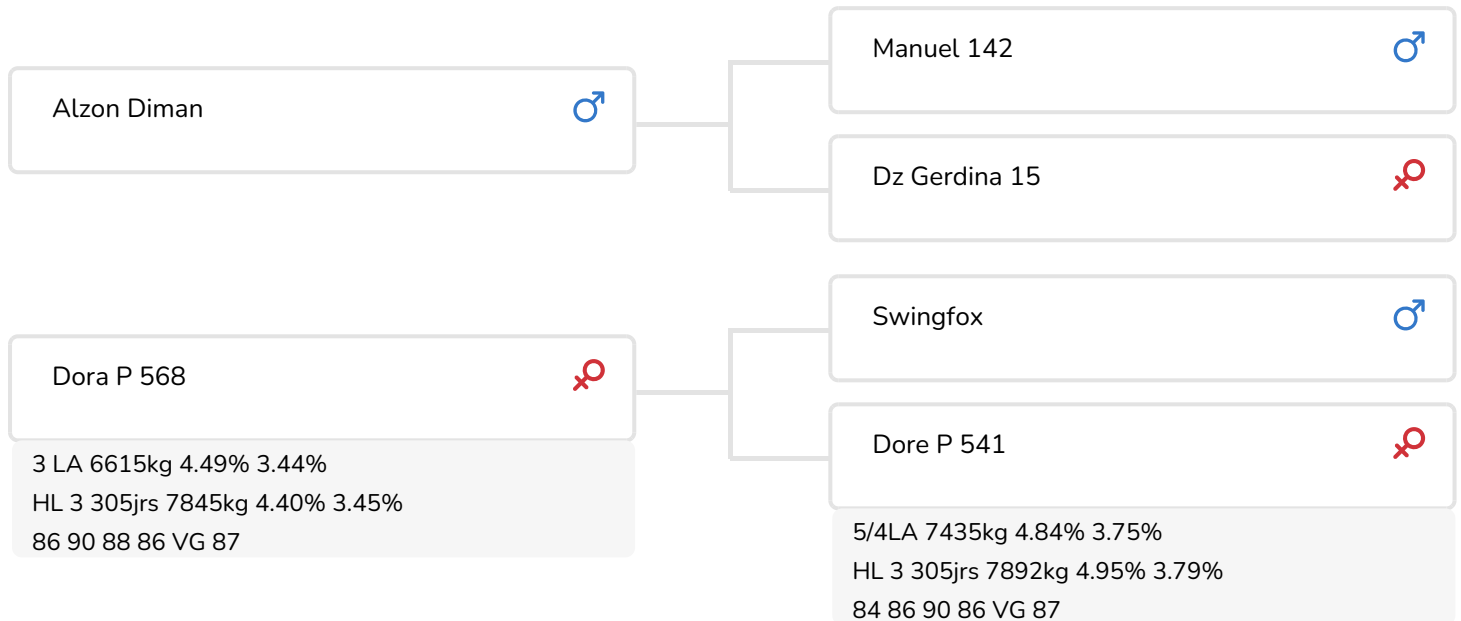 Alzon Diman
Manuel 142
Dz Gerdina 15
Dora P 568
3 LA 6615kg 4.49% 3.44%
HL 3 305jrs 7845kg 4.40% 3.45%
86 90 88 86 VG 87
Swingfox
Dore P 541
5/4LA 7435kg 4.84% 3.75%
HL 3 305jrs 7892kg 4.95% 3.79%
84 86 90 86 VG 87